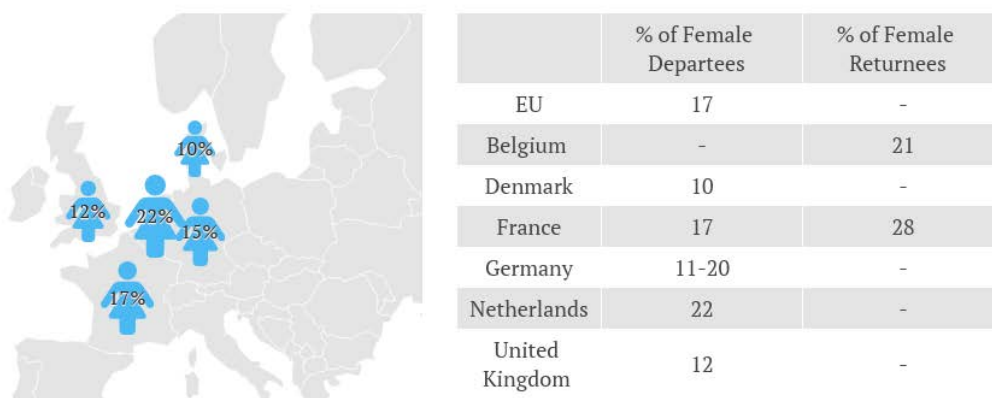 10%
12%
22%
15%
17%
% of Female % of Female
Departees Returnees
EU 17 -
Belgium - 21
Denmark 10 -
France 17 28
Germany 11-20 -
Netherlands 22 -
United
Kingdom 12 -